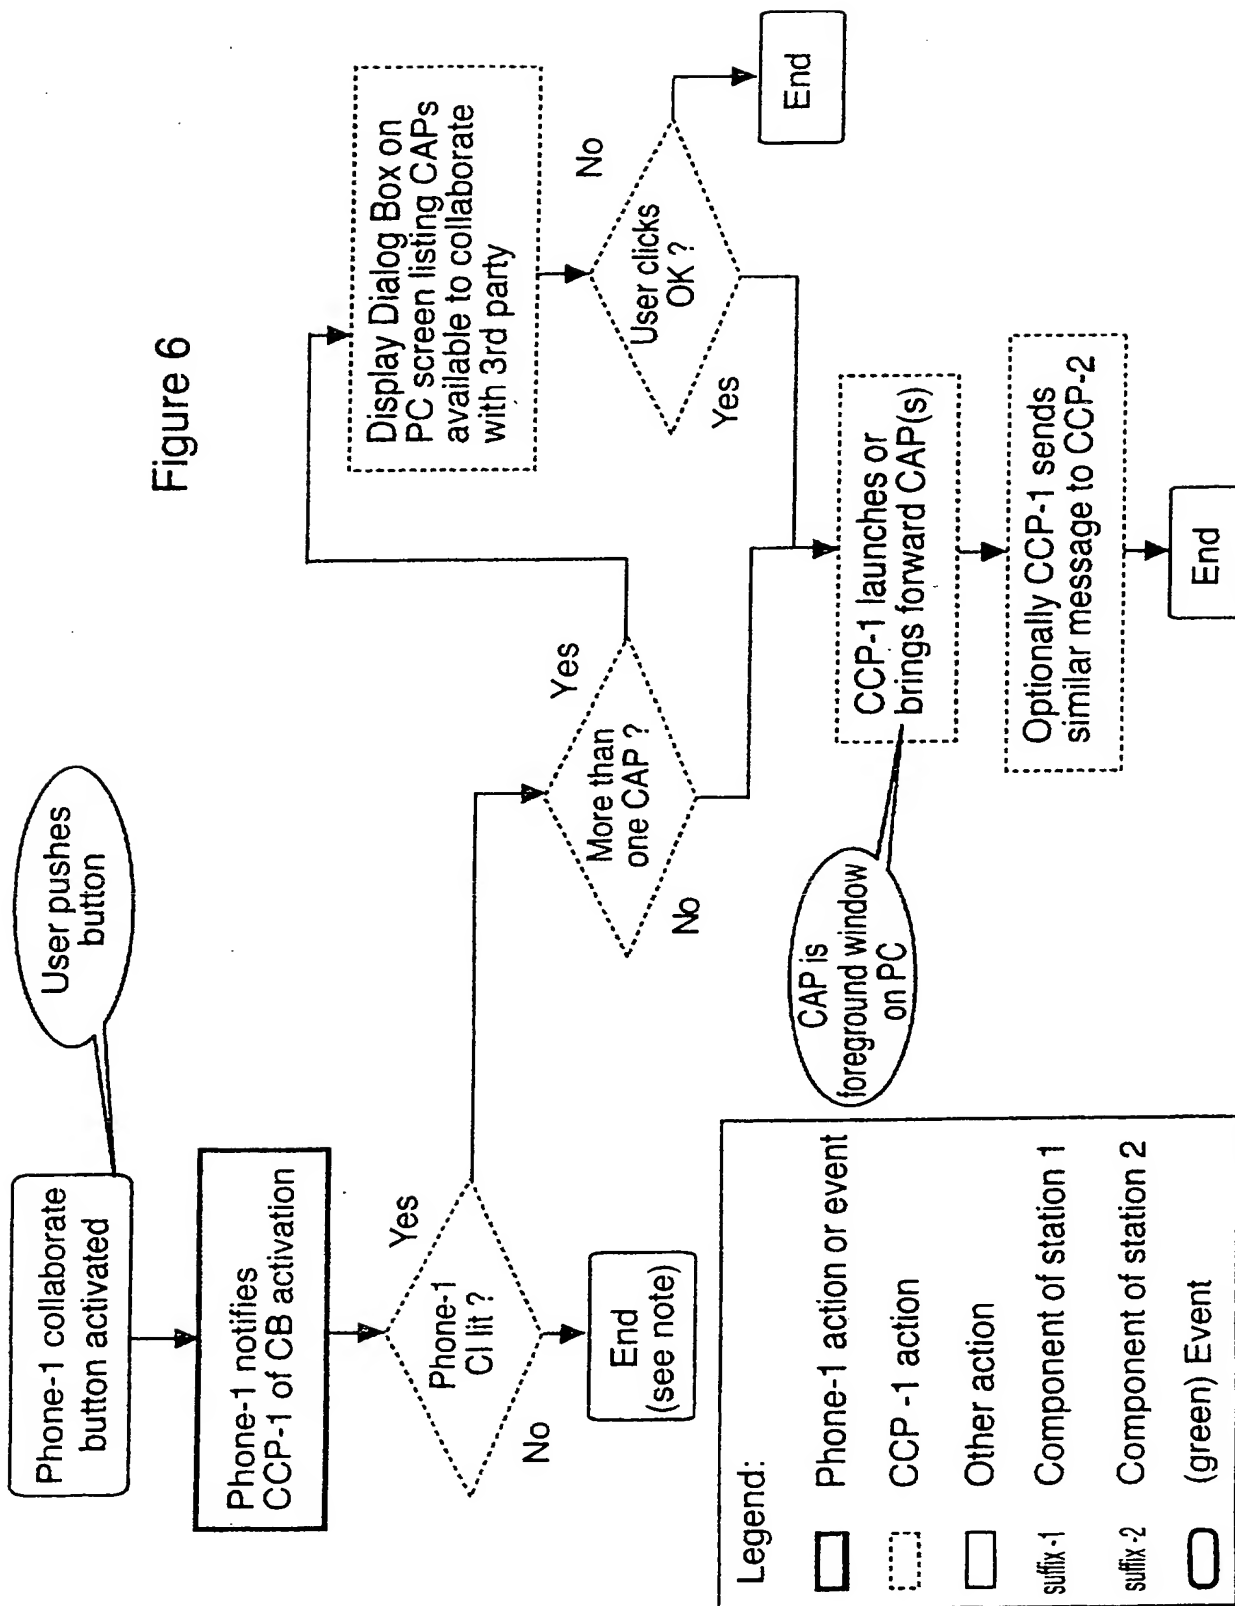 Figure 6
User pushes
button
Phone-1 collaborate
button activated
Phone-1 notifies
CCP-1 of CB activation
Phone-1
CI lit ?
Yes
No
End
(see note)
More than
one CAP ?
Yes
No
Display Dialog Box on
PC screen listing CAPs
available to collaborate
with 3rd party
User clicks
OK ?
No
Yes
End
CCP-1 launches or
brings forward CAP(s)
CAP is
foreground window
on PC
Optionally CCP-1 sends
similar message to CCP-2
End
Legend:
Phone-1 action or event
CCP -1 action
Other action
suffix -1 Component of station 1
suffix -2 Component of station 2
(green) Event